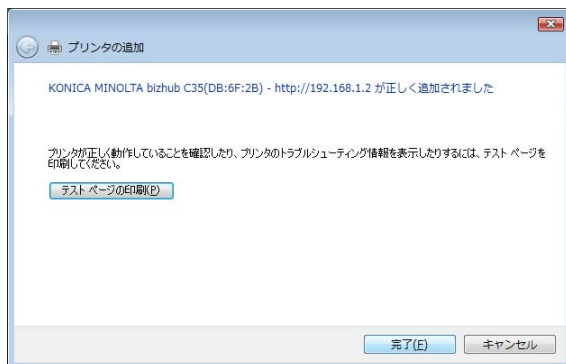 プリンタの追加
KONICA MINOLTA bizhub C35(DB:6F:2B) - http://192.168.1.2 が正しく追加されました
プリンタが正しく動作していることを確認したり、プリンタのトラブルシューティング情報を表示したりするには、テスト ページを
印刷してください。
テスト ページの印刷(P)
完了(F) キャンセル